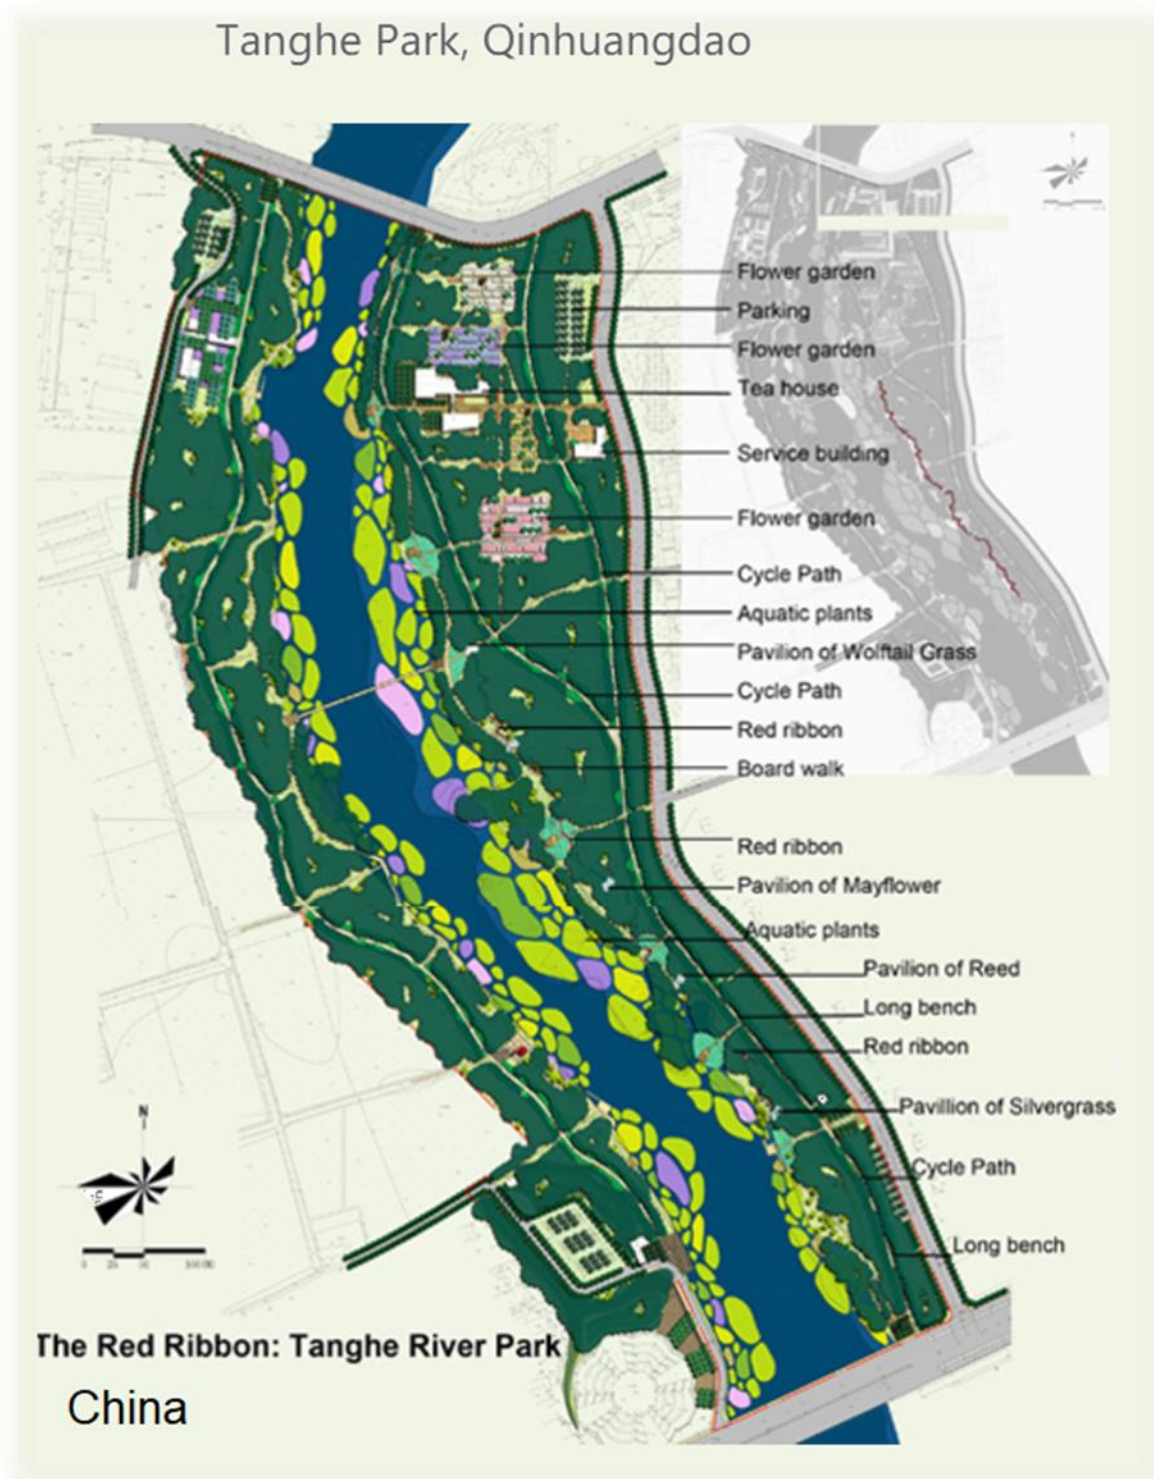 Tanghe Park, Qinhuangdao
Flower garden
Parking
Flower garden
Tea house
Service building
Flower garden
Cycle Path
Aquatic plants
Pavilion of Wolftail Grass
Cycle Path
Red ribbon
Board walk
Red ribbon
Pavilion of Mayflower
Aquatic plants
Pavilion of Reed
Long bench
Red ribbon
Pavillion of Silvergrass
Cycle Path
Long bench
N
The Red Ribbon: Tanghe River Park
China